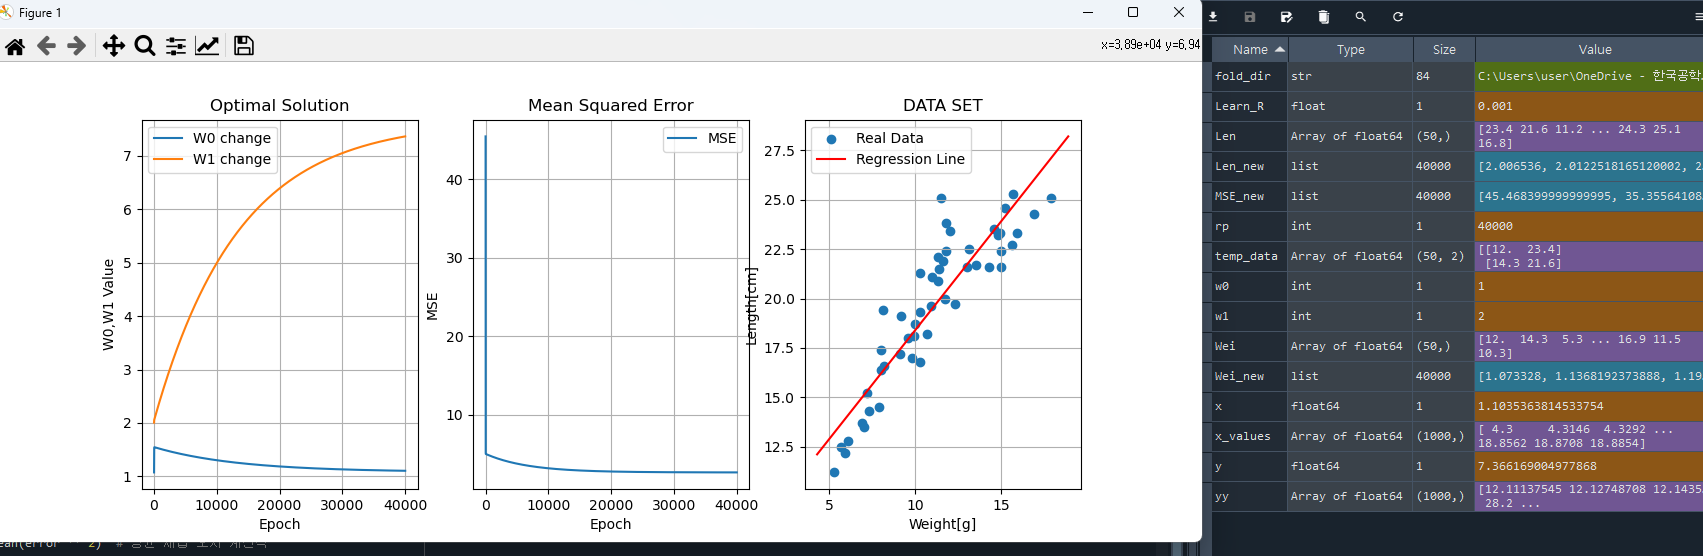 Figure 1
x=3,89e+04 y=6,94
Optimal Solution
W0 change
W1 change
W0,W1 Value
7
6
5
4
3
2
1
0
10000
20000
30000
40000
Epoch
Mean Squared Error
MSE
MSE
40
30
20
10
0
10000
20000
30000
40000
Epoch
DATA SET
Real Data
Regression Line
Length[cm]
27.5
25.0
22.5
20.0
17.5
15.0
12.5
5
10
15
Weight[g]
Name Type Size Value
fold_dir str 84 C:\Users\user\OneDrive - 한국공학
Learn_R float 1 0.001
Len Array of float64 (50,) [23.4 21.6 11.2 ... 24.3 25.1
16.8]
Len_new list 40000 [2.006536, 2.0122518165120002, 2
MSE_new list 40000 [45.468399999999995, 35.35564108
rp int 1 40000
temp_data Array of float64 (50, 2) [[12. 23.4]
[14.3 21.6]
w0 int 1 1
w1 int 1 2
Wei Array of float64 (50,) [12. 14.3 5.3 ... 16.9 11.5
10.3]
Wei_new list 40000 [1.073328, 1.1368192373888, 1.19
x float64 1 1.1035363814533754
x_values Array of float64 (1000,) [ 4.3 4.3146 4.3292 ...
18.8562 18.8708 18.8854]
y float64 1 7.366169004977868
yy Array of float64 (1000,) [12.11137545 12.12748708 12.1435
28.2 ...